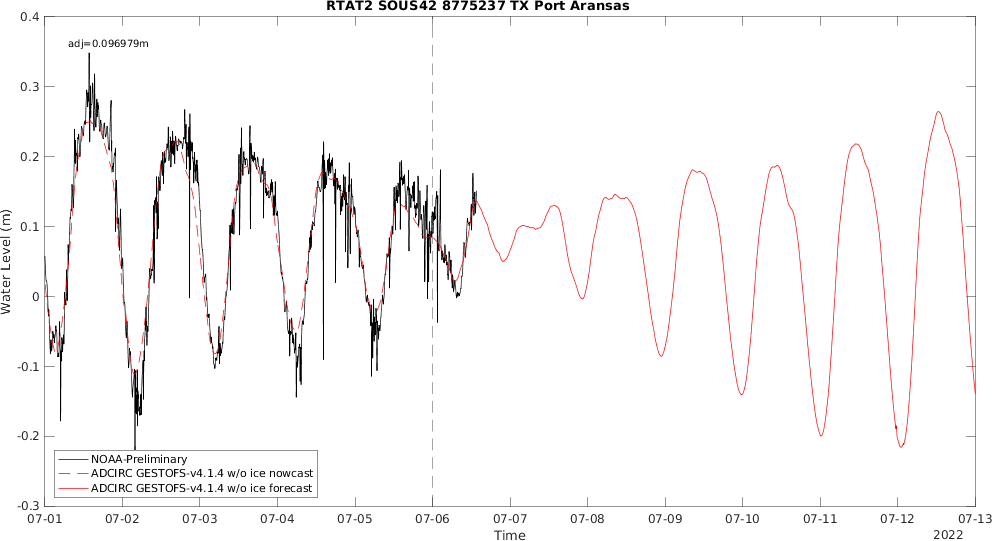 RTAT2 SOUS42 8775237 TX Port Aransas
adj=0.096979m
Water Level (m)
0.4
0.3
0.2
0.1
0
-0.1
-0.2
-0.3
NOAA-Preliminary
ADCIRC GESTOFS-v4.1.4 w/o ice nowcast
ADCIRC GESTOFS-v4.1.4 w/o ice forecast
07-01 07-02 07-03 07-04 07-05 07-06 07-07 07-08 07-09 07-10 07-11 07-12 07-13
Time
2022